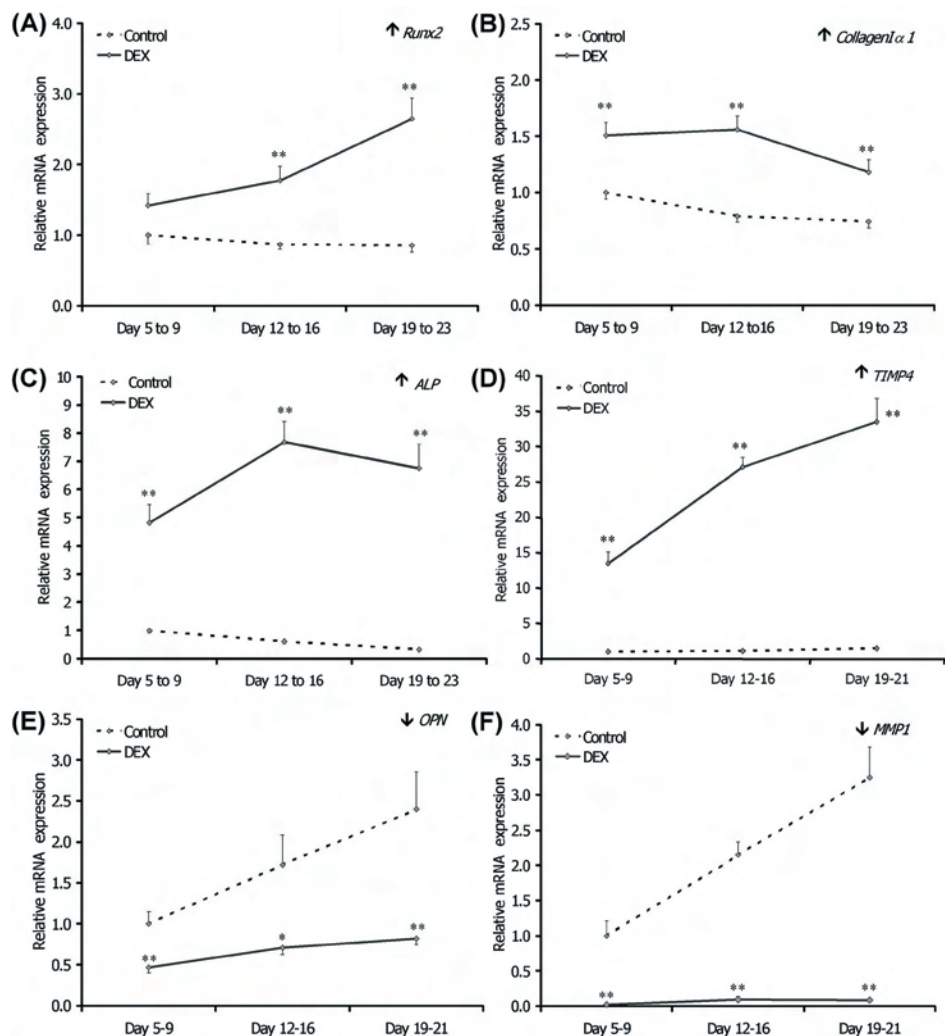 (A)
4.0
3.0
2.0
1.0
0.0
Relative mRNA expression
Control
DEX
↑ Runx2
**
**
Day 5 to 9
Day 12 to 16
Day 19 to 23
(B)
2.5
2.0
1.5
1.0
0.5
0.0
Relative mRNA expression
Control
DEX
↑ CollagenIα1
**
**
**
Day 5 to 9
Day 12 to16
Day 19 to 23
(C)
10
9
8
7
6
5
4
3
2
1
0
Relative mRNA expression
Control
DEX
↑ ALP
**
**
**
Day 5 to 9
Day 12 to 16
Day 19 to 23
(D)
40
35
30
25
20
15
10
5
0
Relative mRNA expression
Control
DEX
↑ TIMP4
**
**
**
Day 5-9
Day 12-16
Day 19-21
(E)
3.5
3.0
2.5
2.0
1.5
1.0
0.5
0.0
Relative mRNA expression
Control
DEX
↓ OPN
**
*
**
Day 5-9
Day 12-16
Day 19-21
(F)
4.0
3.5
3.0
2.5
2.0
1.5
1.0
0.5
0.0
Relative mRNA expression
Control
DEX
↓ MMP1
**
**
**
Day 5-9
Day 12-16
Day 19-21